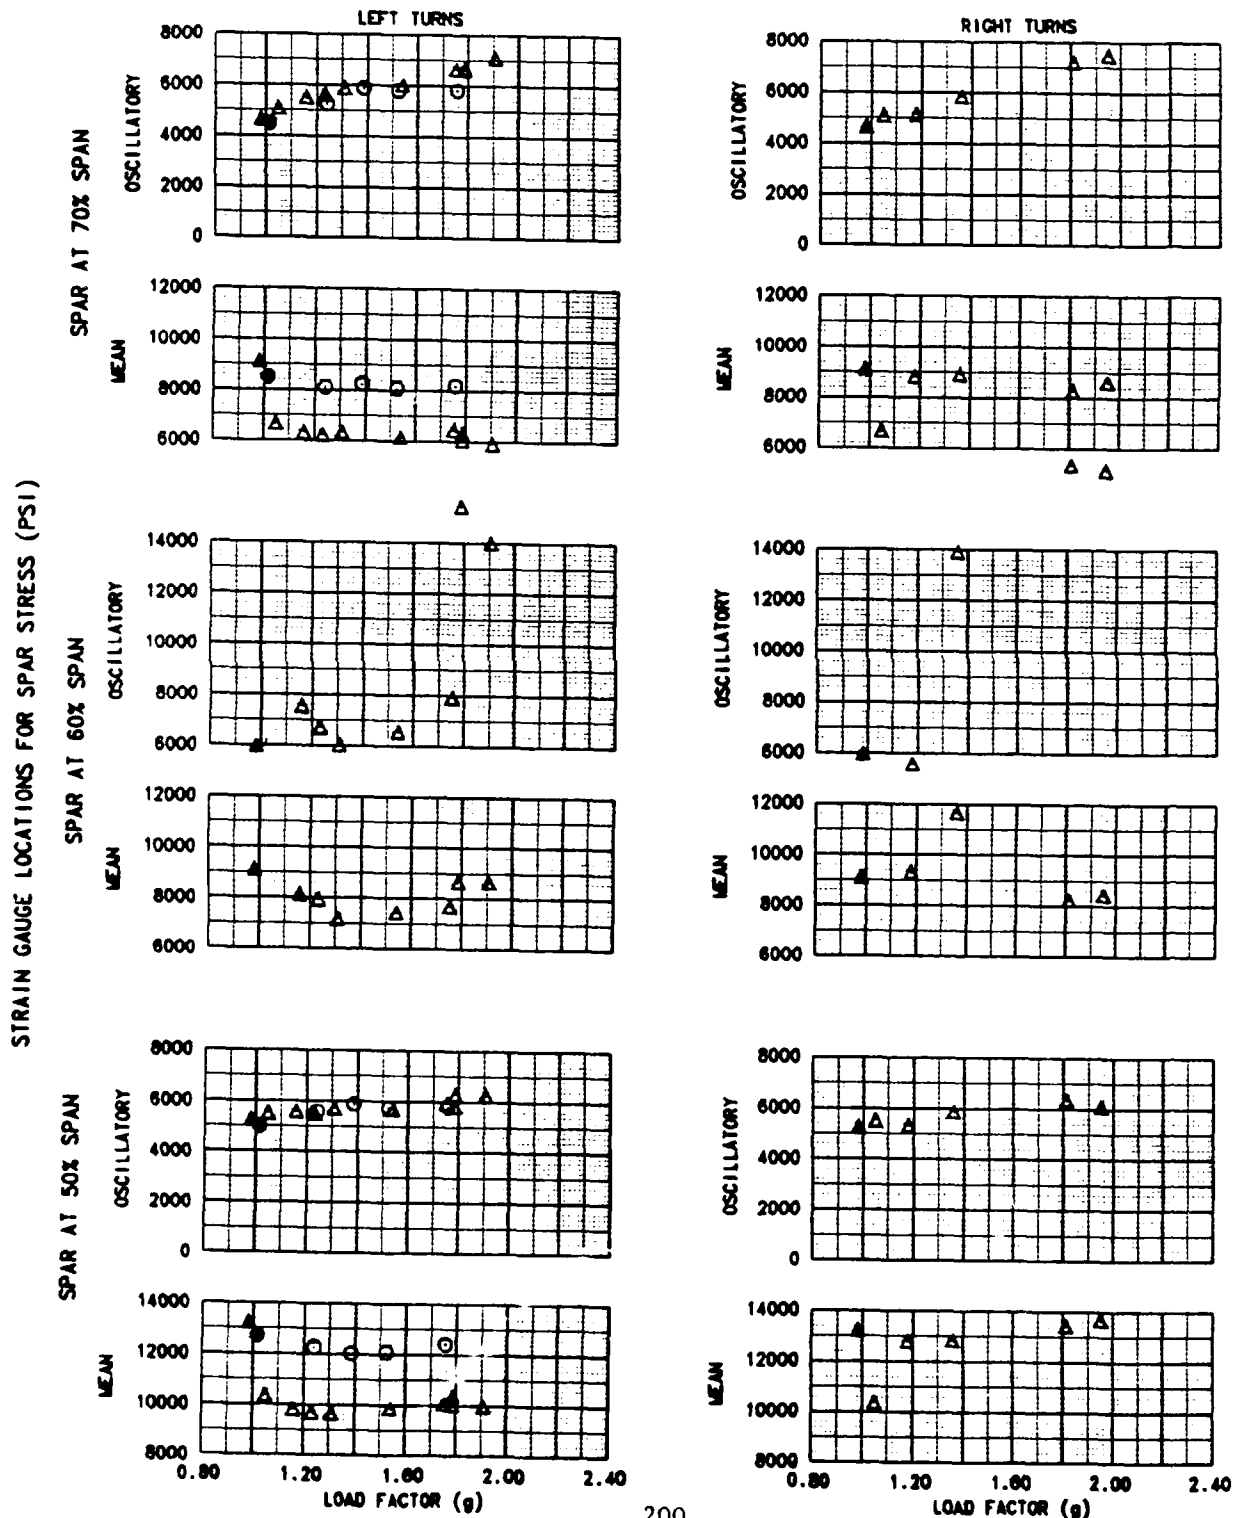 LEFT TURNS
RIGHT TURNS
STRAIN GAUGE LOCATIONS FOR SPAR STRESS (PSI)
SPAR AT 70% SPAN
OSCILLATORY
8000
6000
4000
2000
0
OSCILLATORY
8000
6000
4000
2000
0
MEAN
12000
10000
8000
6000
MEAN
12000
10000
8000
6000
SPAR AT 60% SPAN
OSCILLATORY
14000
12000
10000
8000
6000
OSCILLATORY
14000
12000
10000
8000
6000
MEAN
12000
10000
8000
6000
MEAN
12000
10000
8000
6000
SPAR AT 50% SPAN
OSCILLATORY
8000
6000
4000
2000
0
OSCILLATORY
8000
6000
4000
2000
0
MEAN
14000
12000
10000
8000
MEAN
14000
12000
10000
8000
0.80 1.20 1.60 2.00 2.40
LOAD FACTOR (g)
0.80 1.20 1.60 2.00 2.40
LOAD FACTOR (g)
200